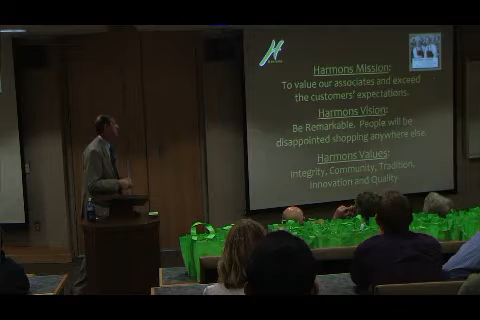 H
Harmons Mission:
To value our associates and exceed
the customers' expectations.
Harmons Vision:
Be Remarkable. People will be
disappointed shopping anywhere else.
Harmons Values:
Integrity, Community, Tradition,
Innovation and Quality